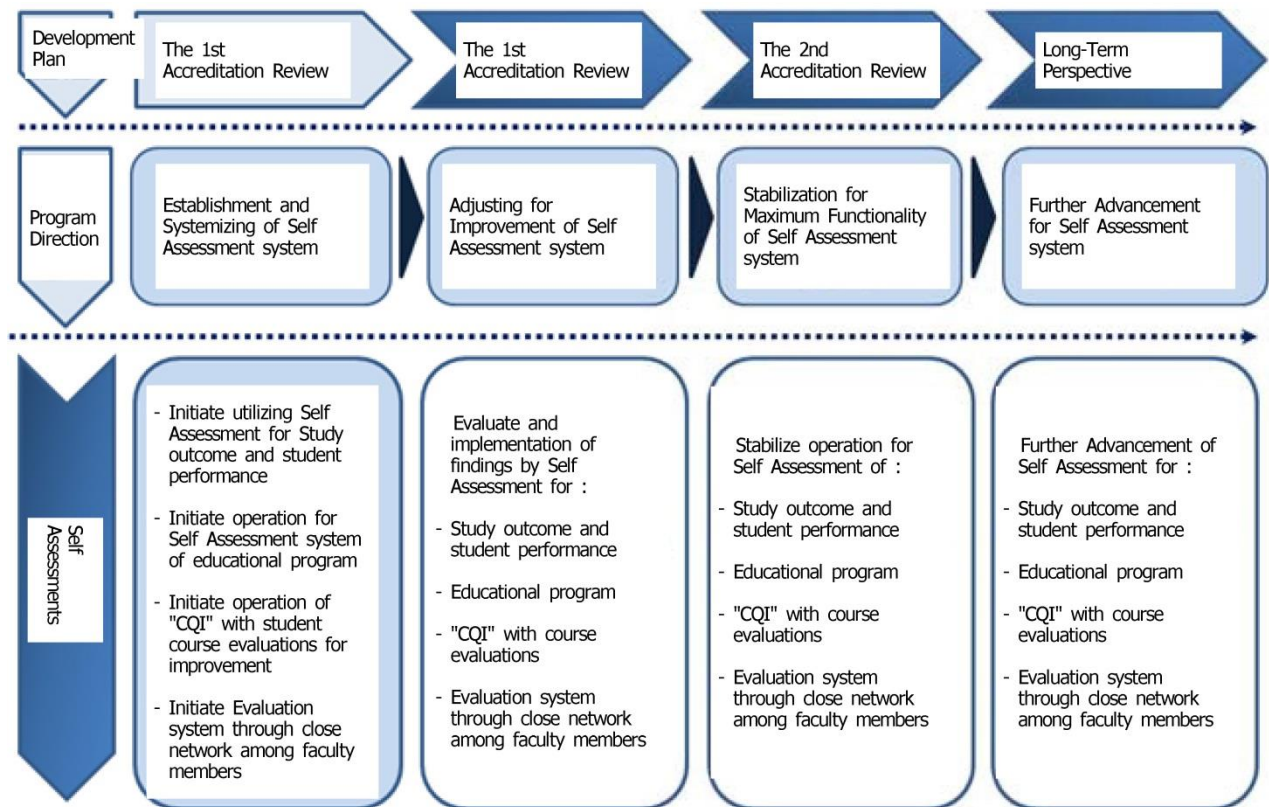 Development
Plan
The 1st
Accreditation Review
The 1st
Accreditation Review
The 2nd
Accreditation Review
Long-Term
Perspective
Program
Direction
Establishment and
Systemizing of Self
Assessment system
Adjusting for
Improvement of Self
Assessment system
Stabilization for
Maximum Functionality
of Self Assessment
system
Further Advancement
for Self Assessment
system
Self
Assessments
- Initiate utilizing Self
Assessment for Study
outcome and student
performance
- Initiate operation for
Self Assessment system
of educational program
- Initiate operation of
"CQI" with student
course evaluations for
improvement
- Initiate Evaluation
system through close
network among faculty
members
Evaluate and
implementation of
findings by Self
Assessment for :
- Study outcome and
student performance
- Educational program
- "CQI" with course
evaluations
- Evaluation system
through close network
among faculty members
Stabilize operation for
Self Assessment of :
- Study outcome and
student performance
- Educational program
- "CQI" with course
evaluations
- Evaluation system
through close network
among faculty members
Further Advancement of
Self Assessment for :
- Study outcome and
student performance
- Educational program
- "CQI" with course
evaluations
- Evaluation system
through close network
among faculty members